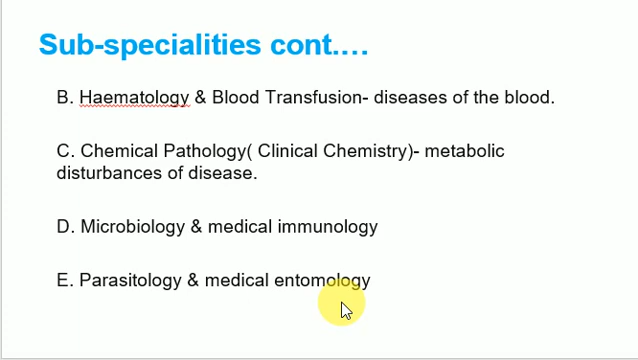 Sub-specialities cont.…
B. Haematology & Blood Transfusion- diseases of the blood.
C. Chemical Pathology( Clinical Chemistry)- metabolic
disturbances of disease.
D. Microbiology & medical immunology
E. Parasitology & medical entomology